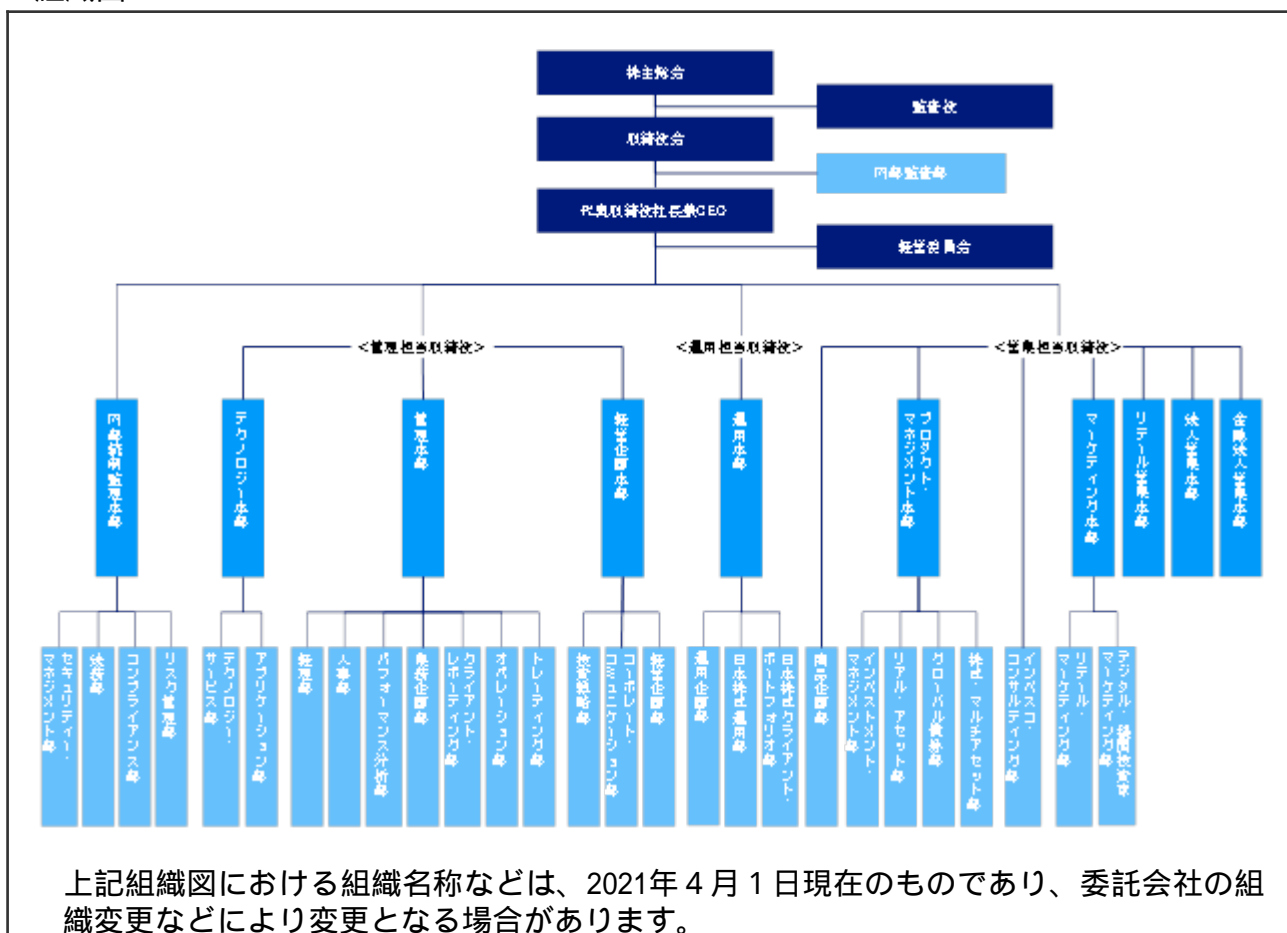 株主総会
監査役
取締役会
内部監査部
代表取締役社長兼CEO
経営委員会
<管理担当取締役>
<運用担当取締役>
<営業担当取締役>
内部統制監理本部
テクノロジー本部
管理本部
経営企画本部
運用本部
プロダクト・
マネジメント本部
マーケティング本部
リテール営業本部
法人営業本部
金融法人営業本部
セキュリティー・
マネジメント部
法務部
コンプライアンス部
リスク管理部
テクノロジー・
サービス部
アプリケーション部
経理部
人事部
パフォーマンス分析部
業務企画部
クライアント・
レポーティング部
オペレーション部
トレーディング部
投資戦略部
コーポレート・
コミュニケーション部
経営企画部
運用企画部
日本株式運用部
日本株式クライアント・
ポートフォリオ部
商品企画部
インベストメント・
マネジメント部
リアル・アセット部
グローバル債券部
株式・マルチアセット部
インベスコ・
コンサルティング部
リテール・
マーケティング部
デジタル・機関投資家
マーケティング部
上記組織図における組織名称などは、2021年4月1日現在のものであり、委託会社の組
織変更などにより変更となる場合があります。